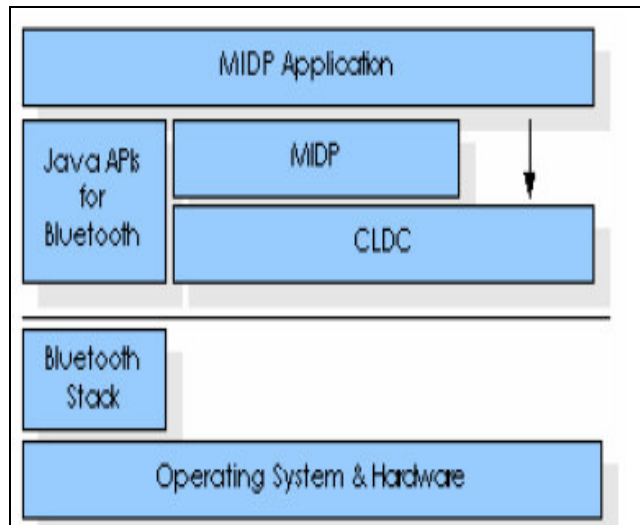 MIDP Application
Java APIs
for
Bluetooth
MIDP
CLDC
Bluetooth
Stack
Operating System & Hardware